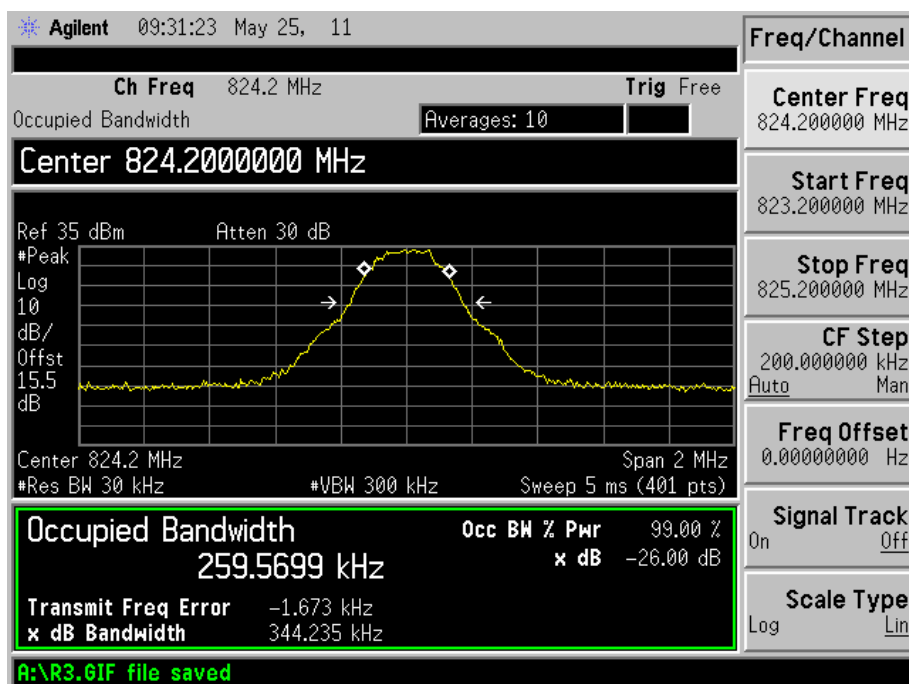 Agilent 09:31:23 May 25, 11
Ch Freq 824.2 MHz Trig Free
Occupied Bandwidth Averages: 10
Center 824.2000000 MHz
Ref 35 dBm Atten 30 dB
#Peak
Log
10
dB/
Offst
15.5
dB
Center 824.2 MHz Span 2 MHz
#Res BW 30 kHz #VBW 300 kHz Sweep 5 ms (401 pts)
Occupied Bandwidth Occ BW % Pwr 99.00 %
259.5699 kHz x dB -26.00 dB
Transmit Freq Error -1.673 kHz
x dB Bandwidth 344.235 kHz
A:\R3.GIF file saved
Freq/Channel
Center Freq
824.200000 MHz
Start Freq
823.200000 MHz
Stop Freq
825.200000 MHz
CF Step
200.000000 kHz
Auto Man
Freq Offset
0.00000000 Hz
Signal Track
On Off
Scale Type
Log Lin